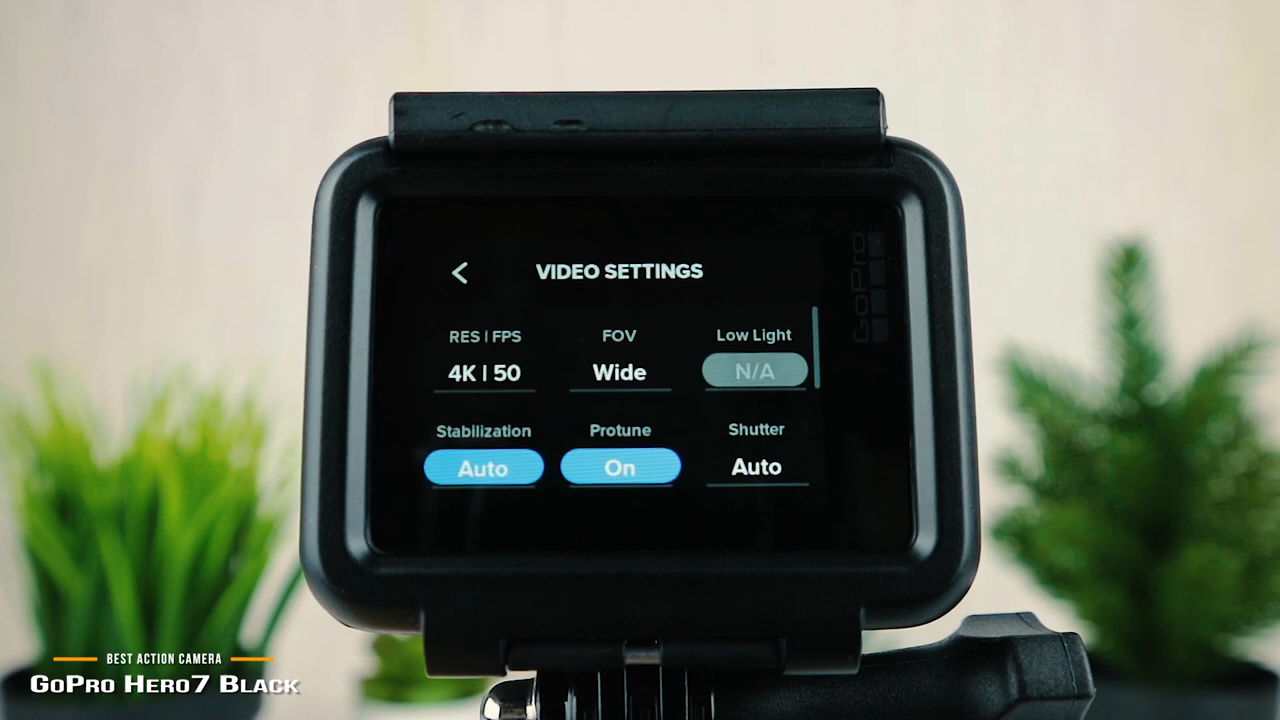 VIDEO SETTINGS
RES | FPS
FOV
Low Light
4K | 50
Wide
N/A
Stabilization
Protune
Shutter
Auto
On
Auto
GoPro
BEST ACTION CAMERA
GoPro Hero7 Black